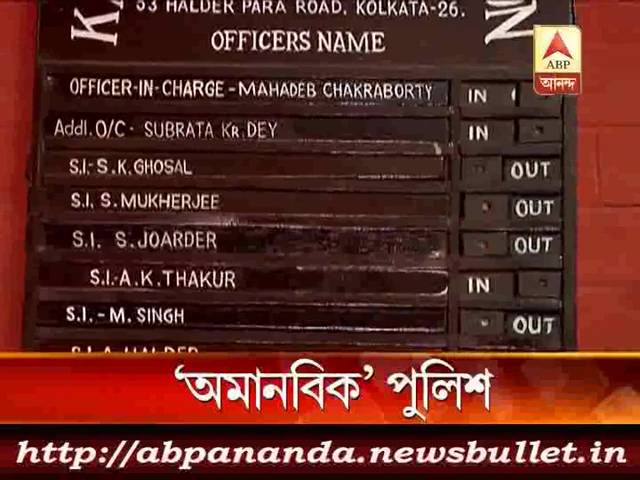 53 HALDER PARA ROAD, KOLKATA-26.
OFFICERS NAME
ABP
আনন্দ
OFFICER-IN-CHARGE - MAHADEB CHAKRABORTY IN
Addl. O/C - SUBRATA KR. DEY IN
S.I.- S.K. GHOSAL OUT
S.I. S. MUKHERJEE OUT
S.I. S. JOARDER OUT
S.I.-A.K. THAKUR IN
S.I. - M. SINGH OUT
‘অমানবিক’ পুলিশ
http://abpananda.newsbullet.in